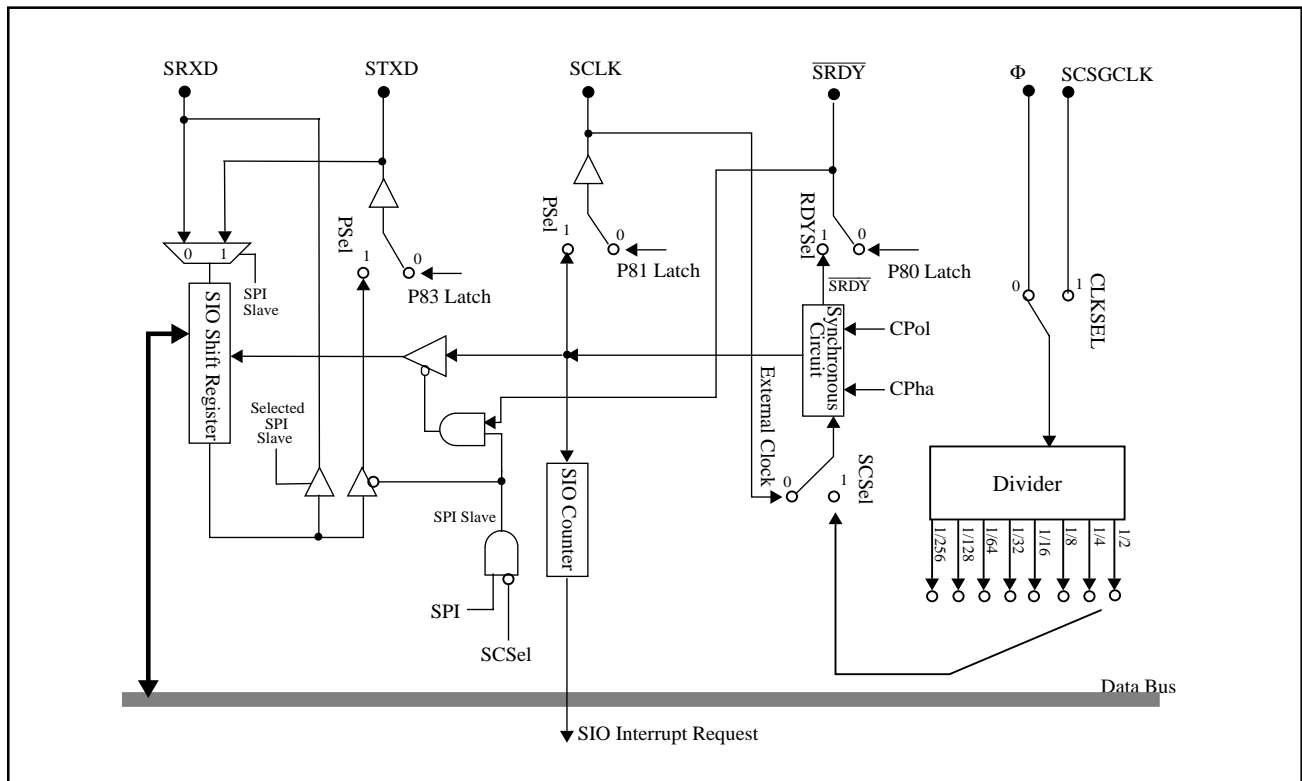 SRXD
STXD
SCLK
SRDY
Φ
SCSGCLK
PSel
1
0
P83 Latch
PSel
1
0
P81 Latch
RDYSel
1
0
P80 Latch
SRDY
0
1
CLKSEL
0 1
SPI
Slave
SIO Shift Register
Synchronous
Circuit
CPol
CPha
External Clock
Selected
SPI
Slave
0
1
SCSel
SPI Slave
SIO Counter
Divider
1/256
1/128
1/64
1/32
1/16
1/8
1/4
1/2
SPI
SCSel
Data Bus
SIO Interrupt Request